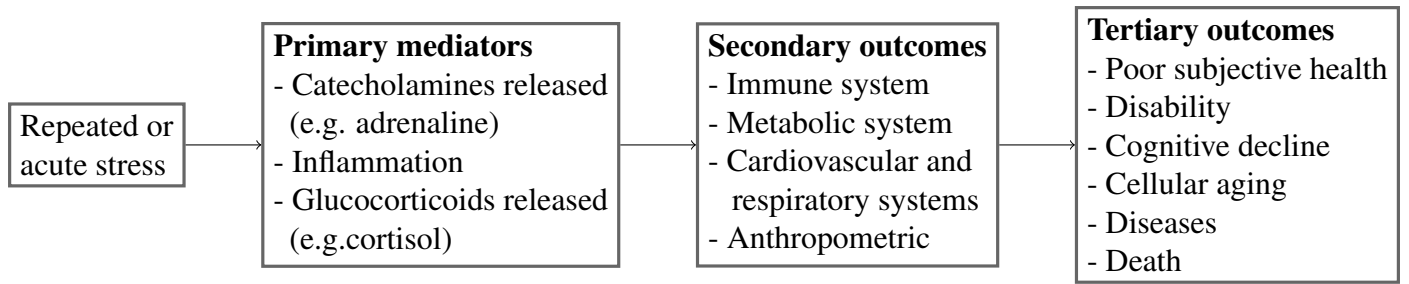 Repeated or
acute stress
Primary mediators
- Catecholamines released
(e.g. adrenaline)
- Inflammation
- Glucocorticoids released
(e.g.cortisol)
Secondary outcomes
- Immune system
- Metabolic system
- Cardiovascular and
respiratory systems
- Anthropometric
Tertiary outcomes
- Poor subjective health
- Disability
- Cognitive decline
- Cellular aging
- Diseases
- Death